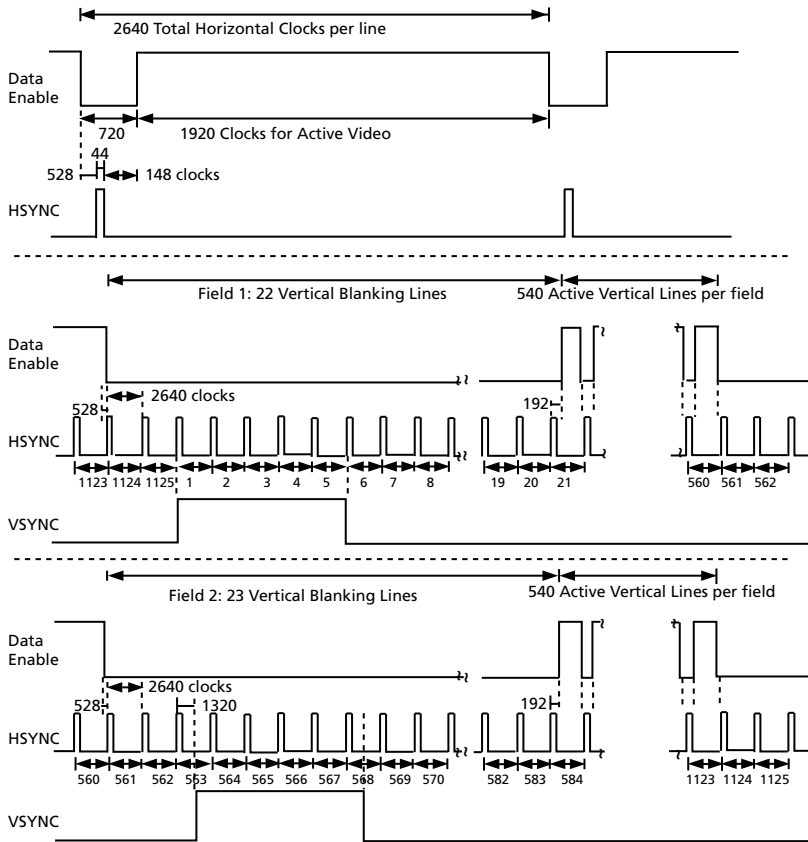 2640 Total Horizontal Clocks per line
Data
Enable
720
1920 Clocks for Active Video
44
528
148 clocks
HSYNC
Field 1: 22 Vertical Blanking Lines
540 Active Vertical Lines per field
Data
Enable
2640 clocks
528
192
HSYNC
1123 1124 1125 1 2 3 4 5 6 7 8 19 20 21 560 561 562
VSYNC
Field 2: 23 Vertical Blanking Lines
540 Active Vertical Lines per field
Data
Enable
2640 clocks
528
1320
192
HSYNC
560 561 562 563 564 565 566 567 568 569 570 582 583 584 1123 1124 1125
VSYNC